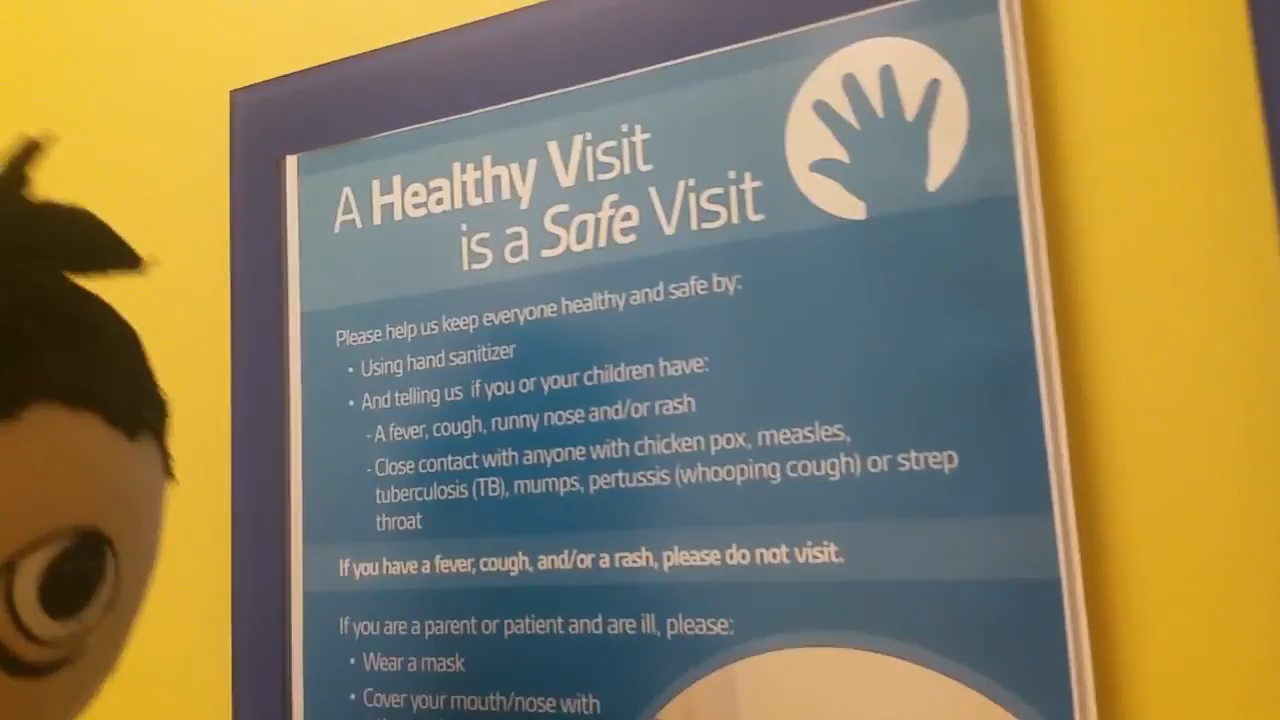 A Healthy Visit
is a Safe Visit
Please help us keep everyone healthy and safe by:
• Using hand sanitizer
• And telling us if you or your children have:
- A fever, cough, runny nose and/or rash
- Close contact with anyone with chicken pox, measles,
tuberculosis (TB), mumps, pertussis (whooping cough) or strep
throat
If you have a fever, cough, and/or a rash, please do not visit.
If you are a parent or patient and are ill, please:
• Wear a mask
• Cover your mouth/nose with